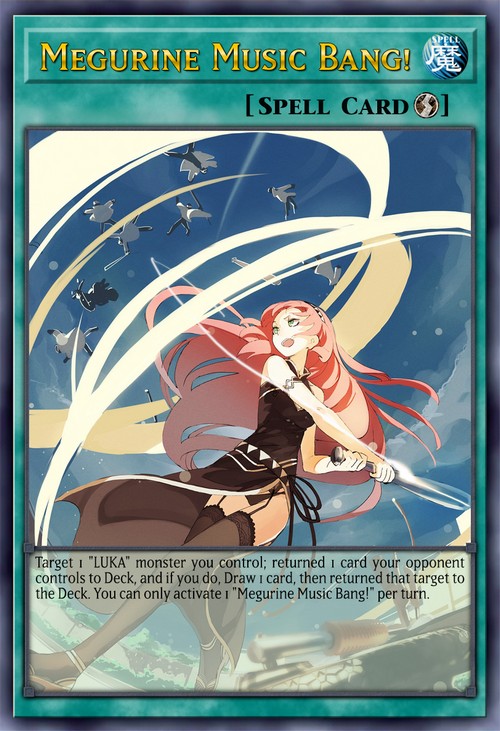 MEGURINE MUSIC BANG!
SPELL
魔
[SPELL CARD]
Target 1 "LUKA" monster you control; returned 1 card your opponent
controls to Deck, and if you do, Draw 1 card, then returned that target to
the Deck. You can only activate 1 "Megurine Music Bang!" per turn.